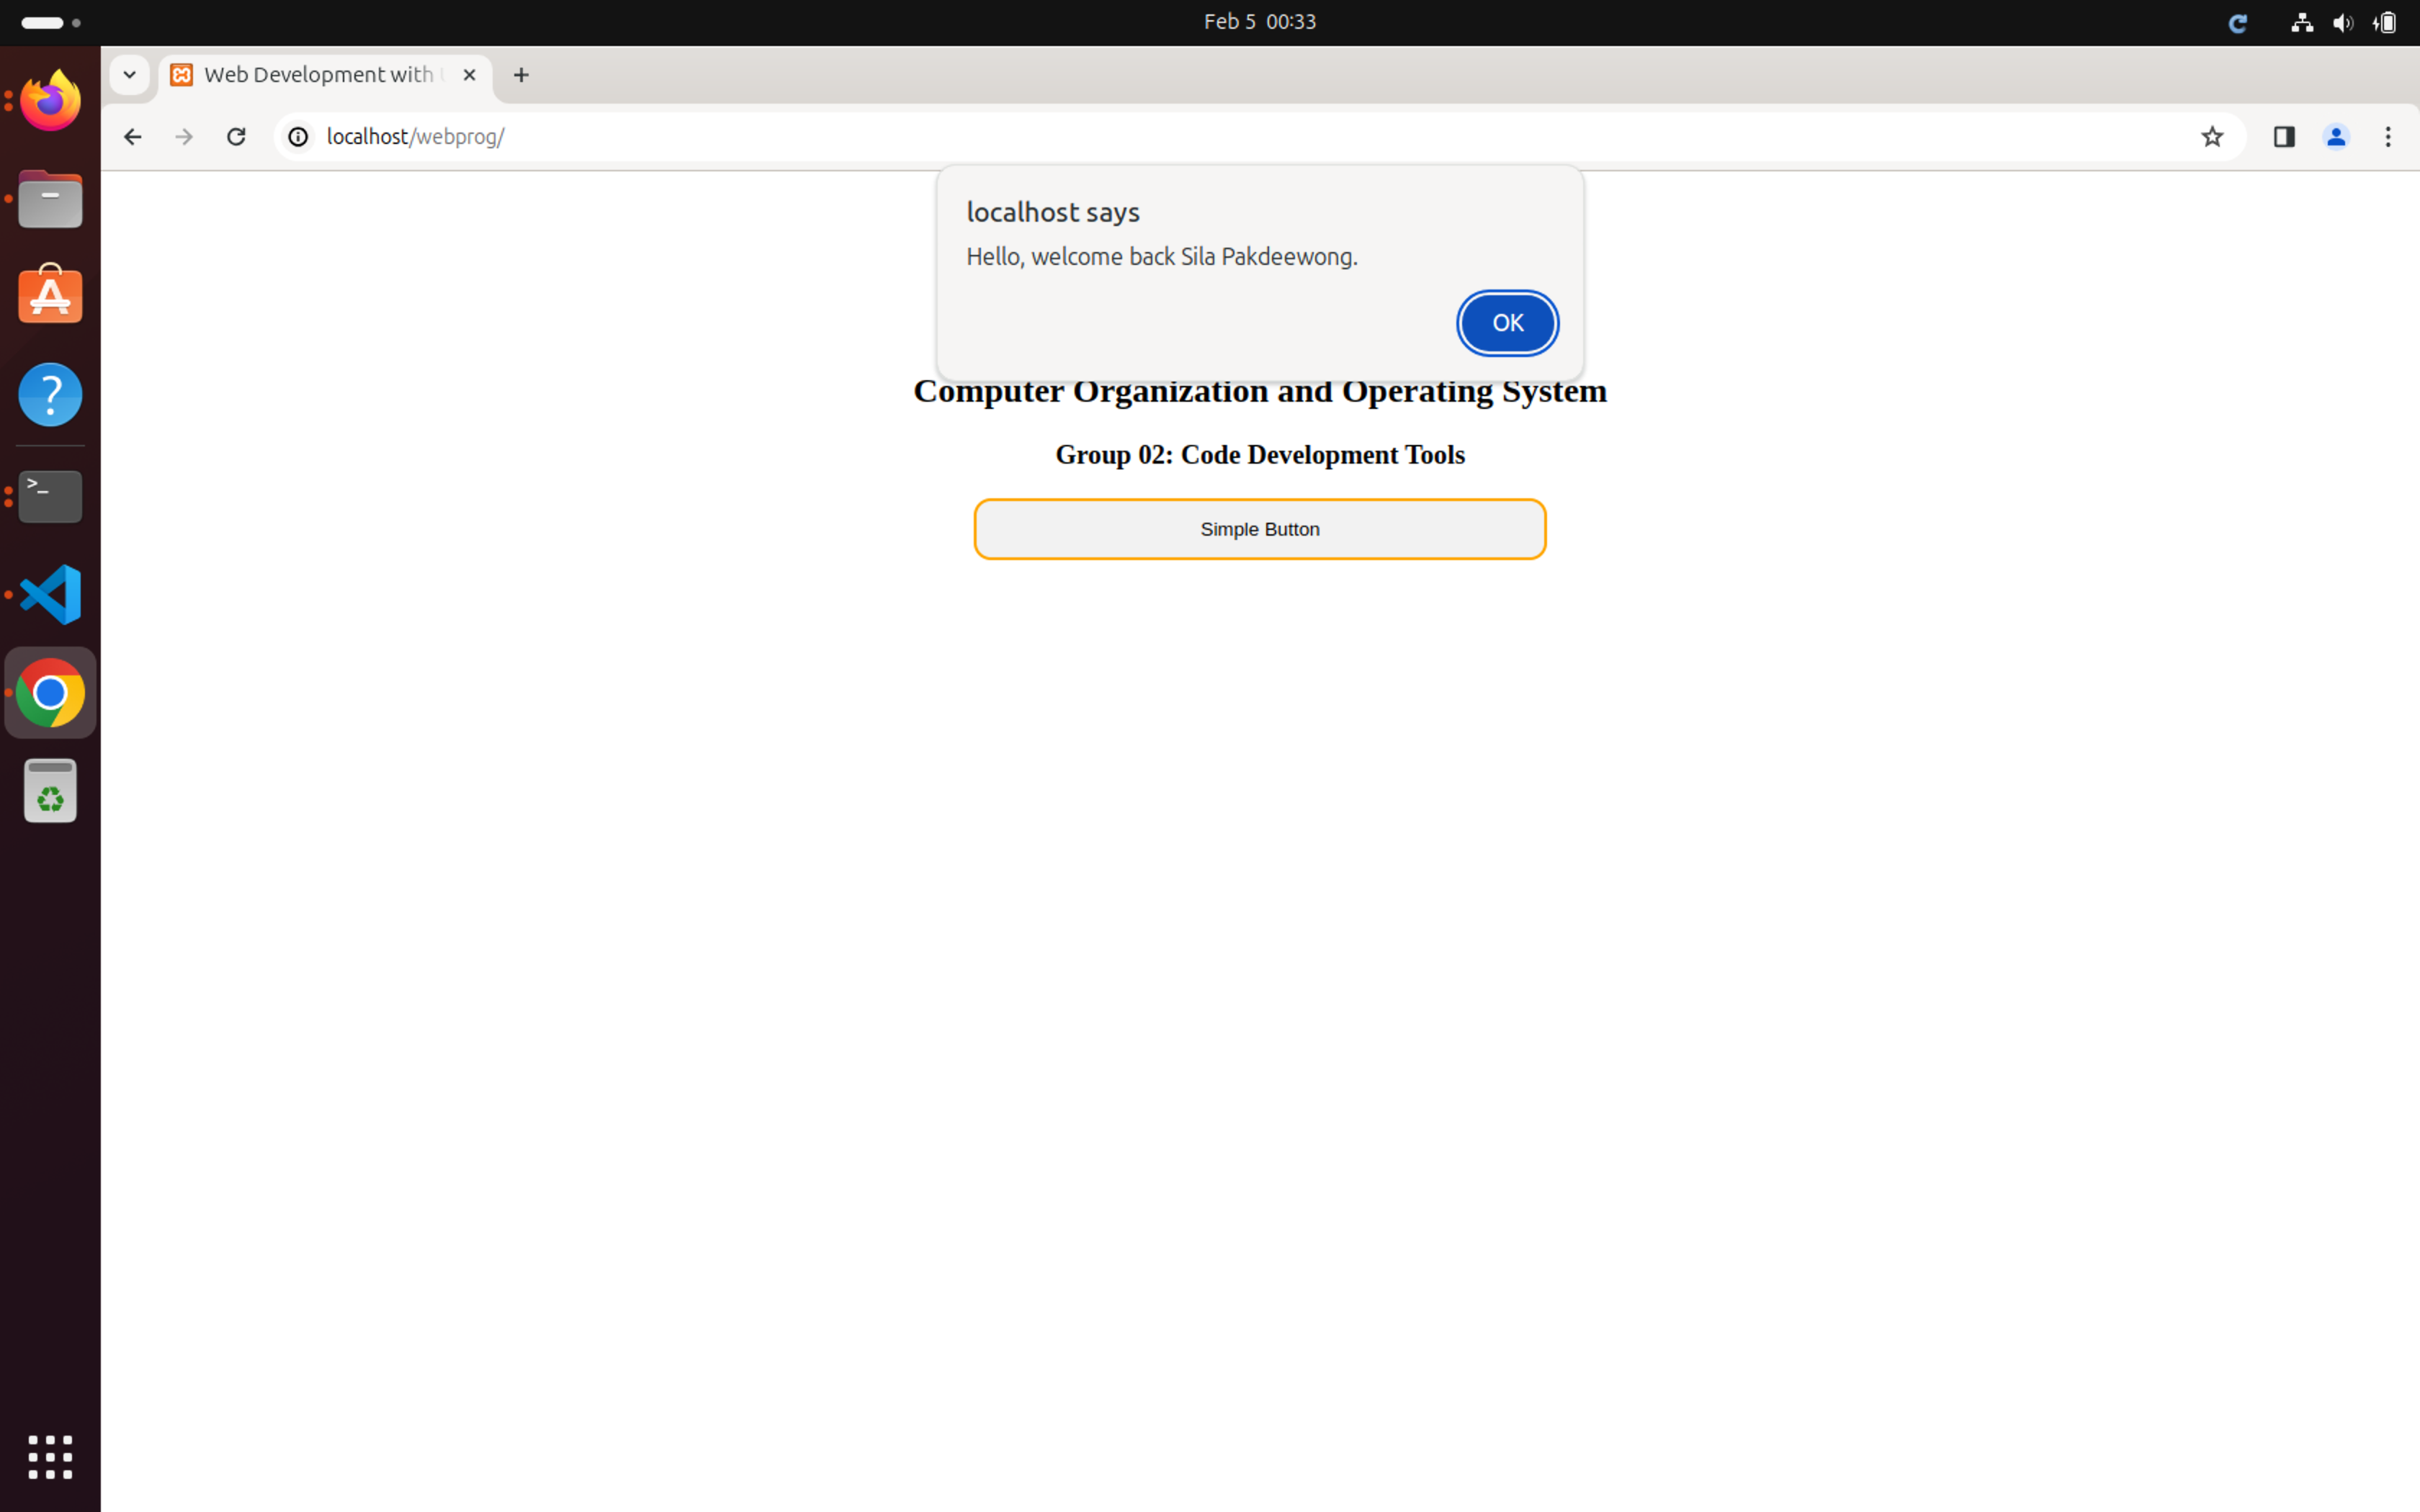 Feb 5 00:33
Web Development with
localhost/webprog/
localhost says
Hello, welcome back Sila Pakdeewong.
OK
Computer Organization and Operating System
Group 02: Code Development Tools
Simple Button